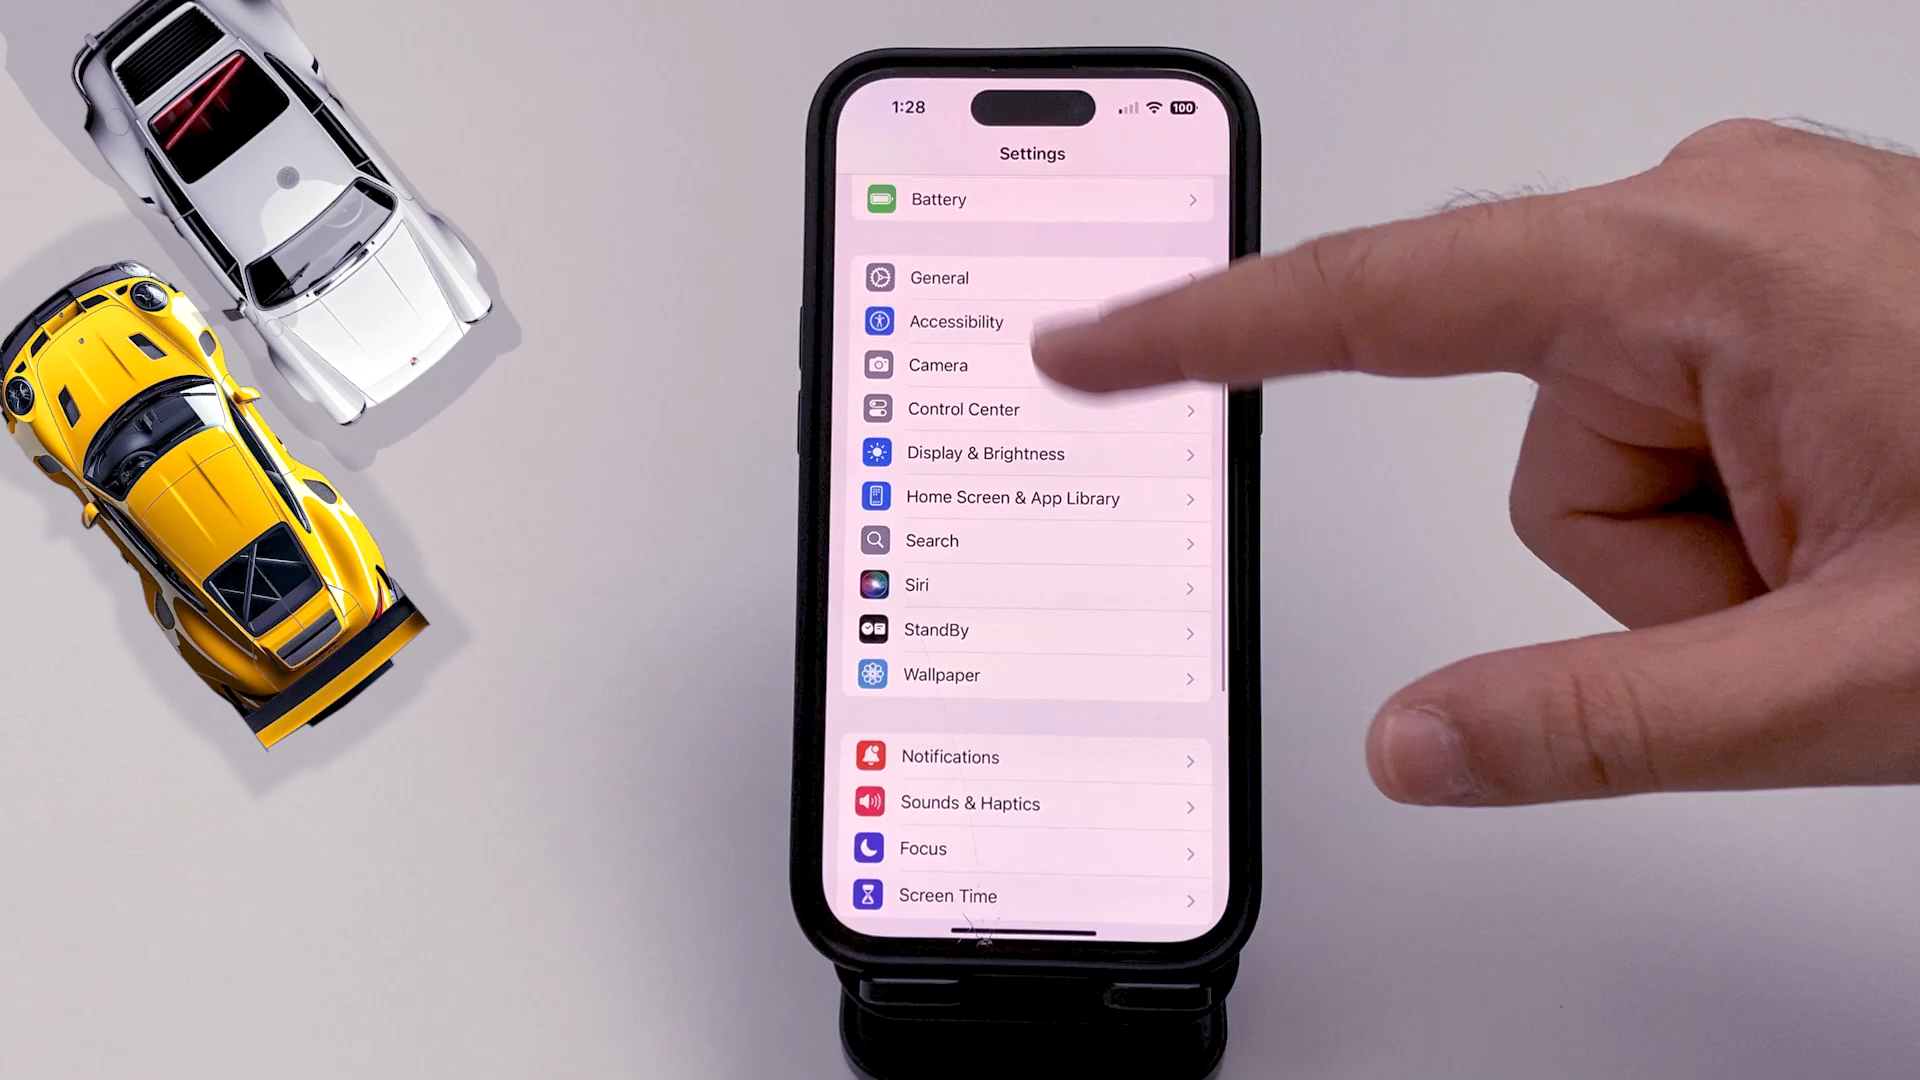 1:28
100
Settings
Battery
General
Accessibility
Camera
Control Center
Display & Brightness
Home Screen & App Library
Search
Siri
StandBy
Wallpaper
Notifications
Sounds & Haptics
Focus
Screen Time